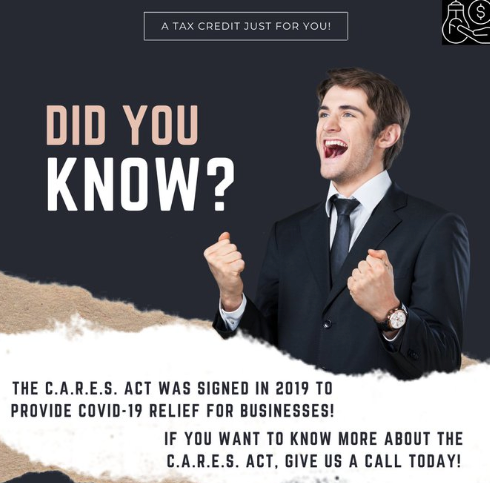 A TAX CREDIT JUST FOR YOU!
$
DID YOU
KNOW?
THE C.A.R.E.S. ACT WAS SIGNED IN 2019 TO
PROVIDE COVID-19 RELIEF FOR BUSINESSES!
IF YOU WANT TO KNOW MORE ABOUT THE
C.A.R.E.S. ACT, GIVE US A CALL TODAY!